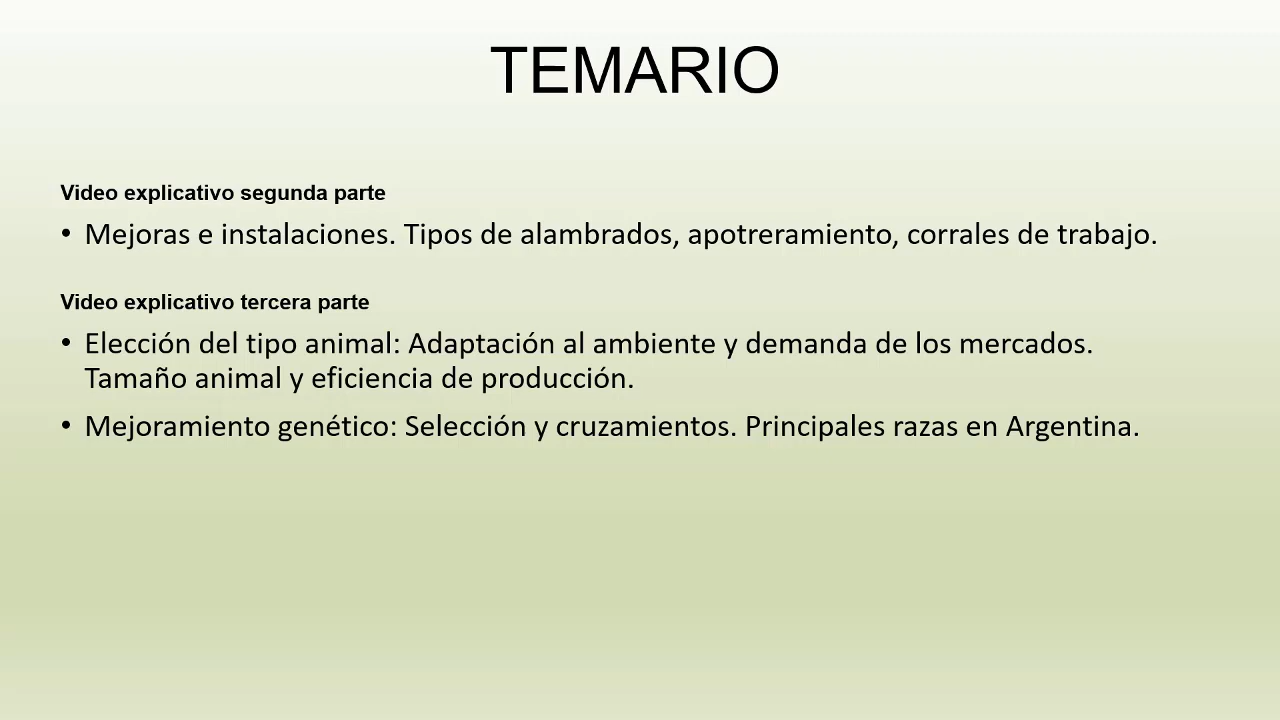 TEMARIO
Video explicativo segunda parte
• Mejoras e instalaciones. Tipos de alambrados, apotreramiento, corrales de trabajo.
Video explicativo tercera parte
• Elección del tipo animal: Adaptación al ambiente y demanda de los mercados.
Tamaño animal y eficiencia de producción.
• Mejoramiento genético: Selección y cruzamientos. Principales razas en Argentina.